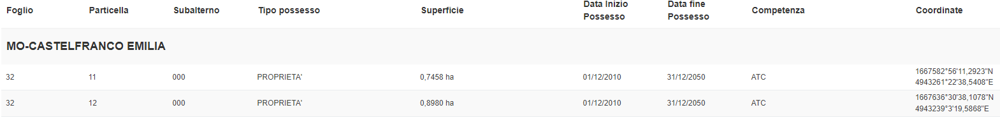 Foglio Particella Subalterno Tipo possesso Superficie Data Inizio Possesso Data fine Possesso Competenza Coordinate
MO-CASTELFRANCO EMILIA
32 11 000 PROPRIETA' 0,7458 ha 01/12/2010 31/12/2050 ATC 1667582°56'11,2923"N 4943261°22'38,5408"E
32 12 000 PROPRIETA' 0,8980 ha 01/12/2010 31/12/2050 ATC 1667636°30'38,1078"N 4943239°3'19,5868"E